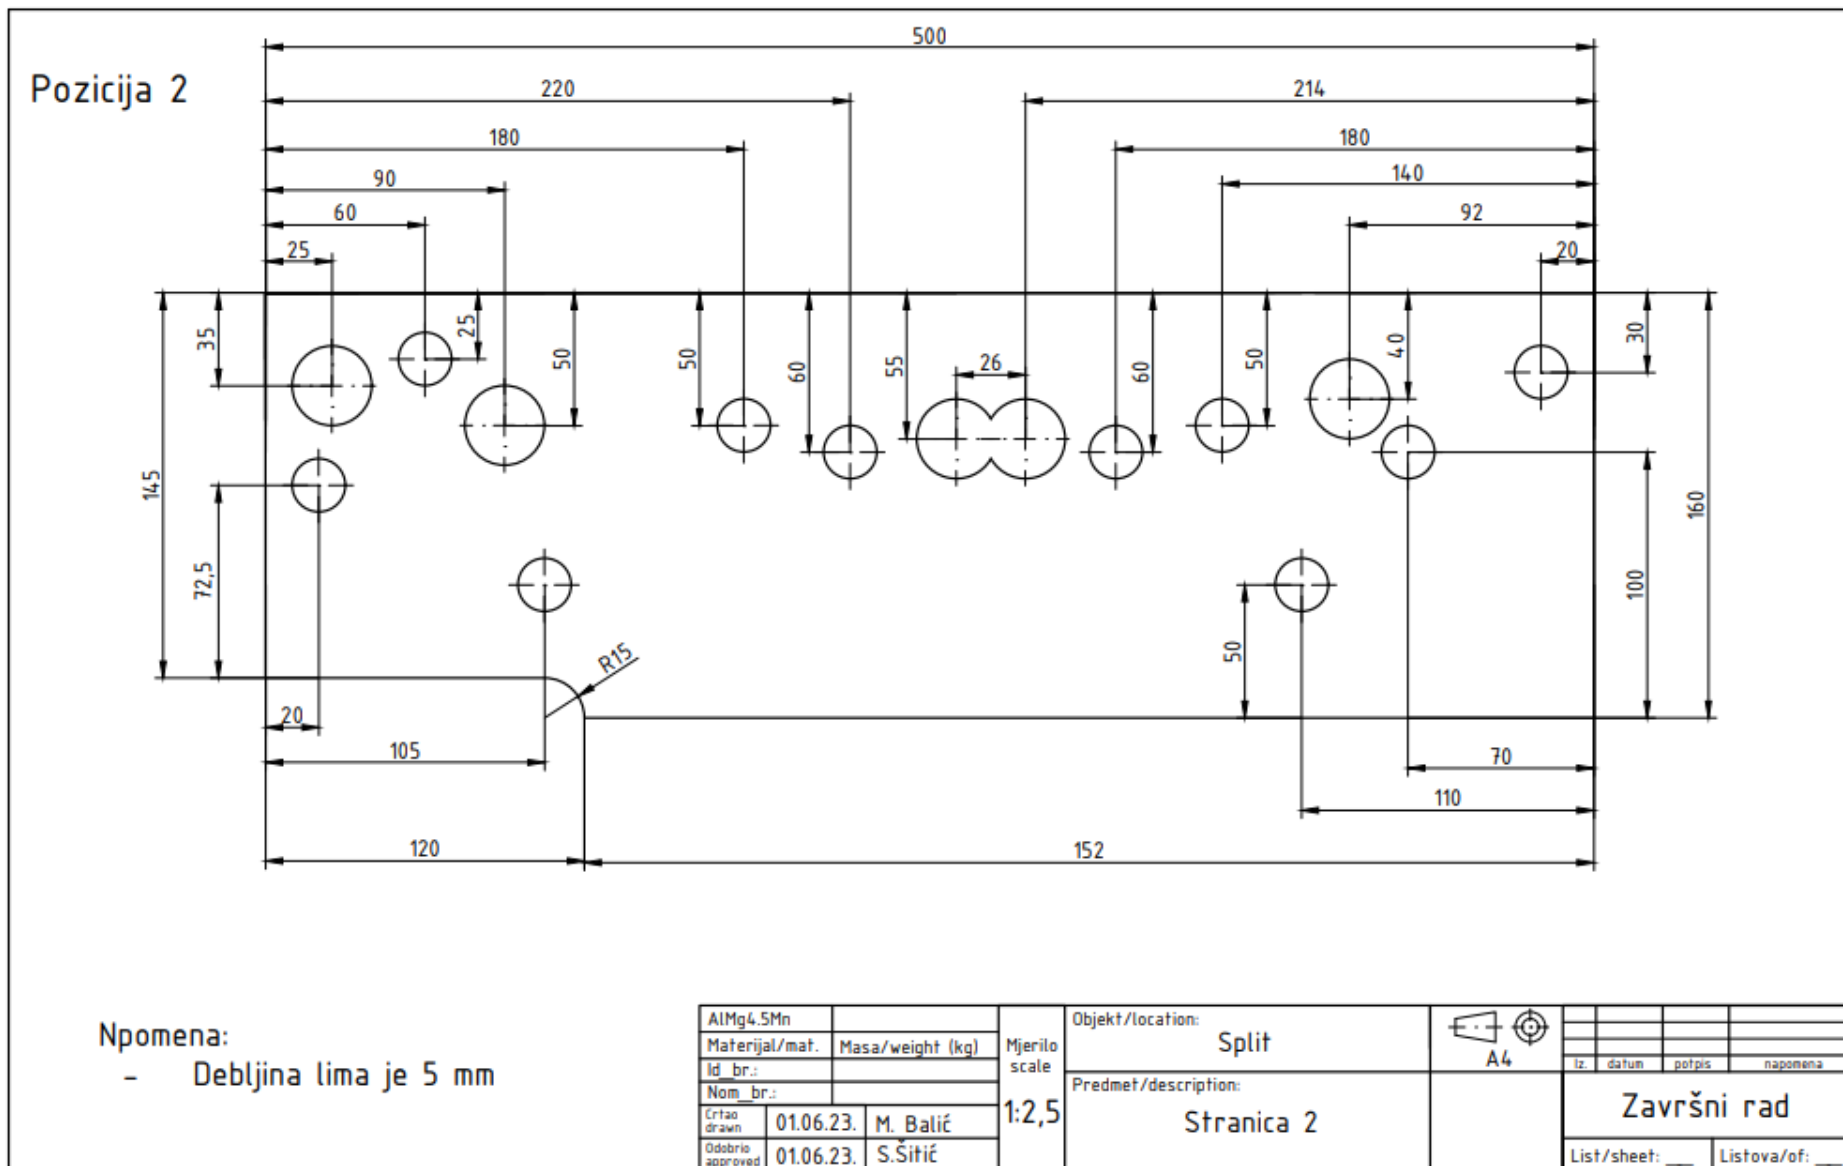 500
Pozicija 2
220
214
180
180
90
140
60
92
25
20
35
25
50
50
60
55
26
60
50
40
30
145
72,5
160
100
R15
50
20
105
70
110
120
152
Npomena:
- Debljina lima je 5 mm
AlMg4.5Mn
Materijal/mat. Masa/weight (kg)
Id_br.:
Nom_br.:
Crtao
drawn 01.06.23. M. Balić
Odobrio
approved 01.06.23. S.Šitić
Mjerilo
scale
1:2,5
Objekt/location:
Split
Predmet/description:
Stranica 2
A4
Iz. datum potpis napomena
Završni rad
List/sheet: __ Listova/of: __